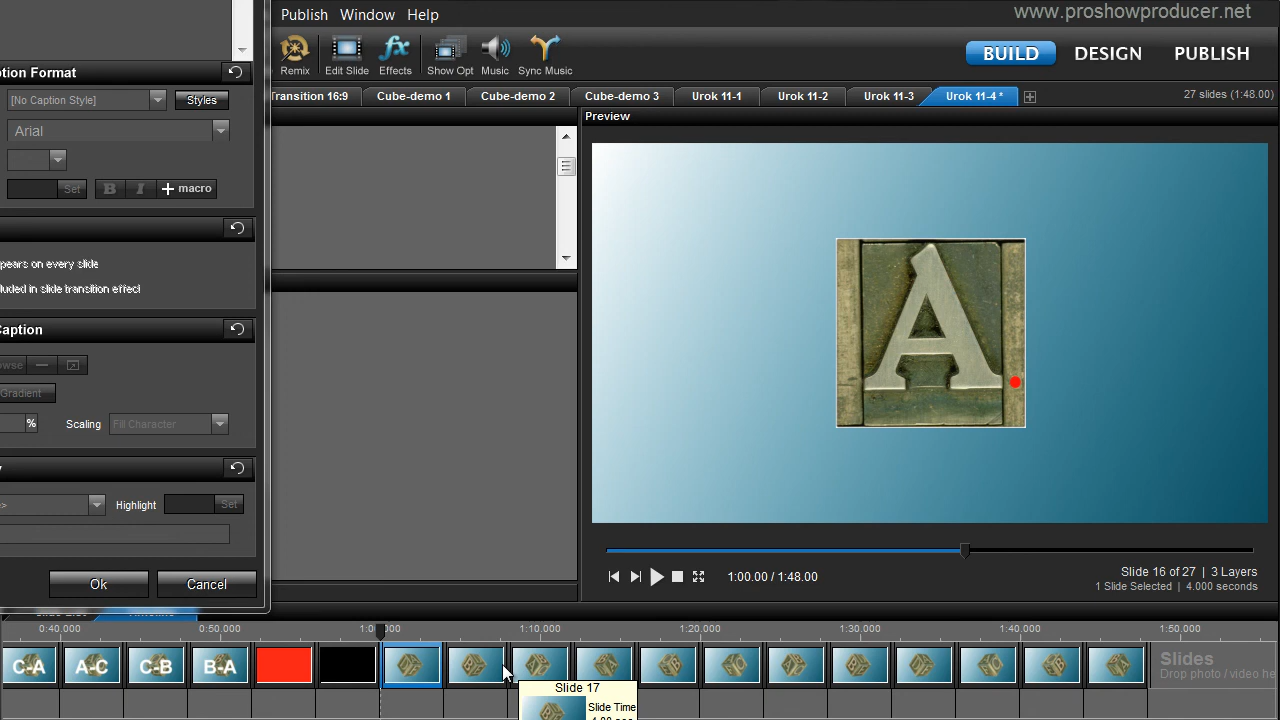 Publish Window Help
www.proshowproducer.net
Remix Edit Slide Effects Show Opt Music Sync Music
BUILD DESIGN PUBLISH
Transition 16:9 Cube-demo 1 Cube-demo 2 Cube-demo 3 Urok 11-1 Urok 11-2 Urok 11-3 Urok 11-4 *
27 slides (1:48.00)
ption Format
[No Caption Style] Styles
Arial
Set B I + macro
pears on every slide
luded in slide transition effect
Caption
owse
Gradient
% Scaling Fill Character
Highlight Set
Ok Cancel
Preview
A
1:00.00 / 1:48.00
Slide 16 of 27 | 3 Layers
1 Slide Selected | 4.000 seconds
Slide List Timeline
0:40.000 0:50.000 1:00.000 1:10.000 1:20.000 1:30.000 1:40.000 1:50.000
C-A A-C C-B B-A
Slides
Drop photo / video he
Slide 17
Slide Time